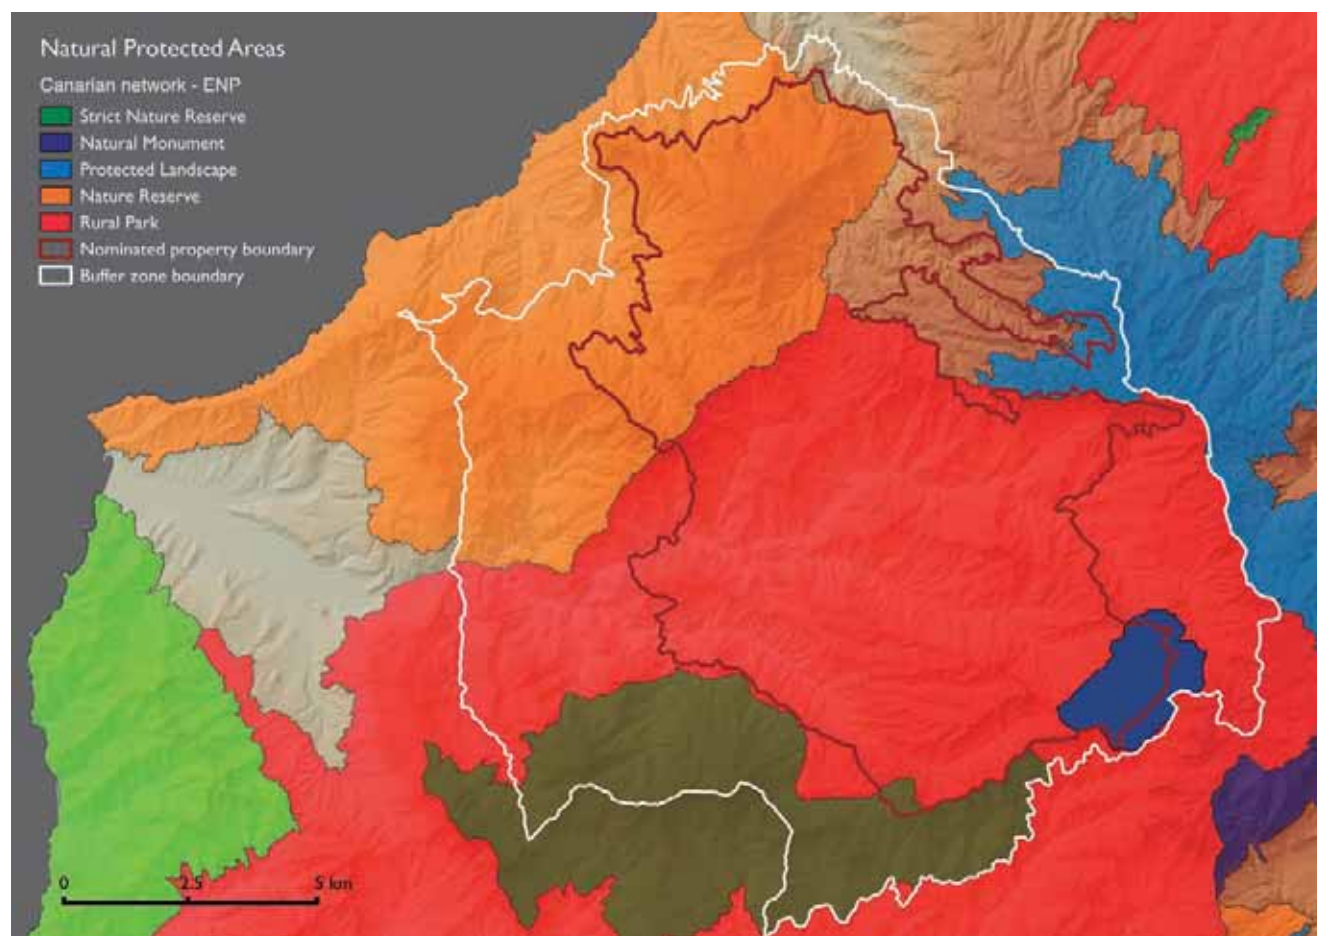 Natural Protected Areas
Canarian network - ENP
Strict Nature Reserve
Natural Monument
Protected Landscape
Nature Reserve
Rural Park
Nominated property boundary
Buffer zone boundary
0 2.5 5 km